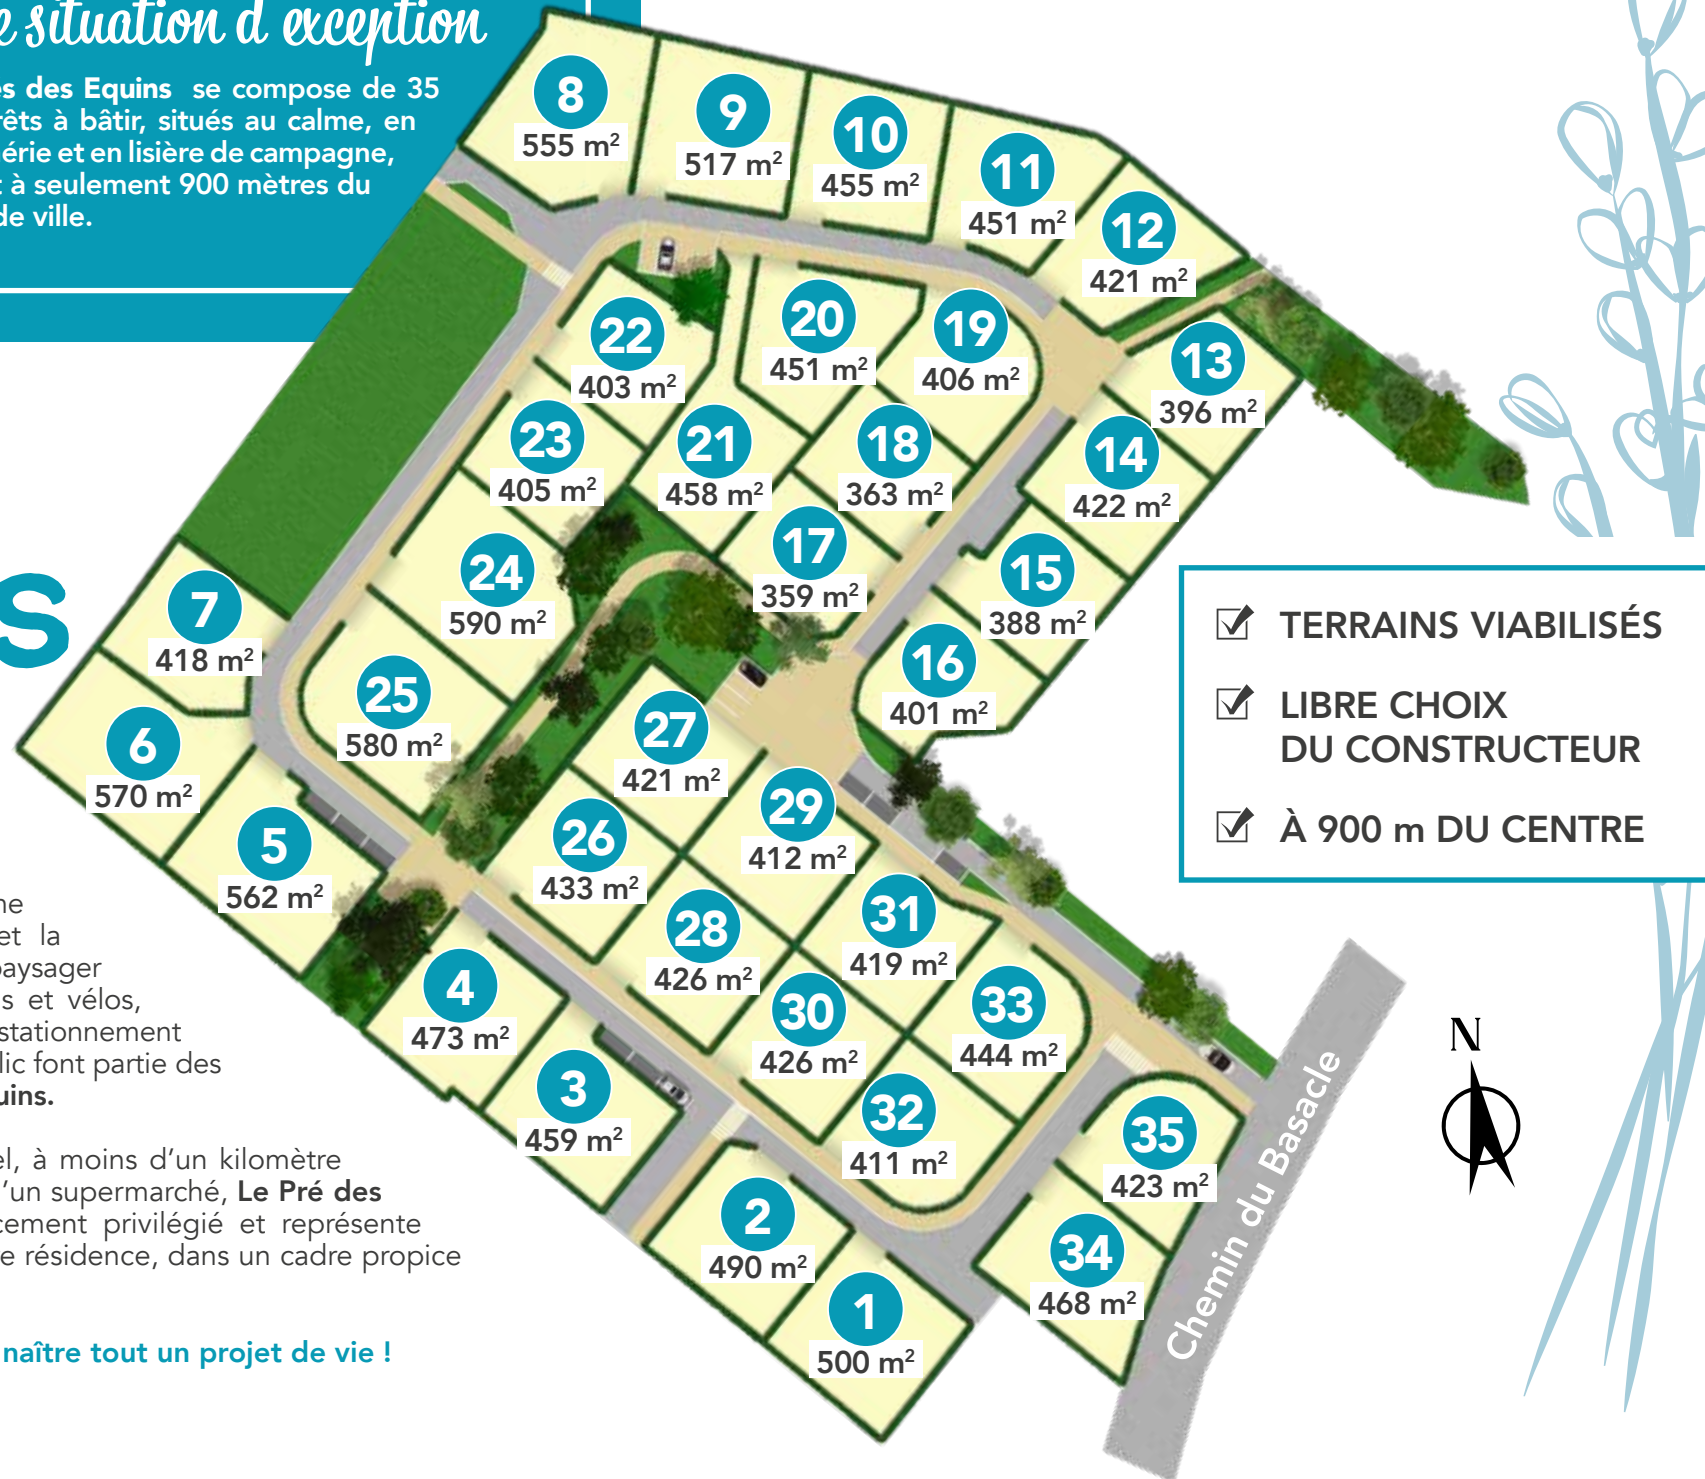 e situation d'exception
es des Equins se compose de 35
rêts à bâtir, situés au calme, en
érie et en lisière de campagne,
t à seulement 900 mètres du
de ville.
8
555 m²
9
517 m²
10
455 m²
11
451 m²
12
421 m²
22
403 m²
20
451 m²
19
406 m²
13
396 m²
23
405 m²
21
458 m²
18
363 m²
14
422 m²
24
590 m²
17
359 m²
15
388 m²
7
418 m²
S
25
580 m²
16
401 m²
6
570 m²
27
421 m²
5
562 m²
26
433 m²
29
412 m²
TERRAINS VIABILISÉS
LIBRE CHOIX
DU CONSTRUCTEUR
À 900 m DU CENTRE
4
473 m²
28
426 m²
31
419 m²
3
459 m²
30
426 m²
33
444 m²
32
411 m²
35
423 m²
2
490 m²
34
468 m²
1
500 m²
Chemin du Basacle
N
ne
et la
paysager
s et vélos,
stationnement
lic font partie des
uins.
el, à moins d’un kilomètre
’un supermarché, Le Pré des
cement privilégié et représente
e résidence, dans un cadre propice
naître tout un projet de vie !